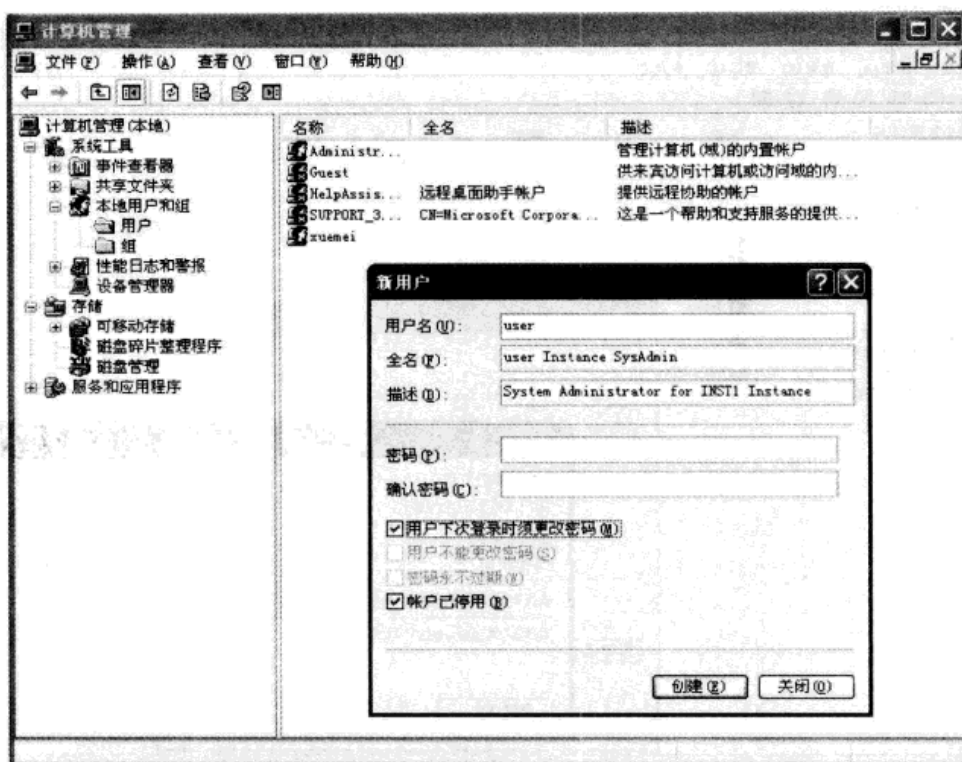 计算机管理
文件(F) 操作(A) 查看(V) 窗口(W) 帮助(H)
计算机管理(本地)
系统工具
事件查看器
共享文件夹
本地用户和组
用户
组
性能日志和警报
设备管理器
存储
可移动存储
磁盘碎片整理程序
磁盘管理
服务和应用程序
名称 全名 描述
Administr... 管理计算机(域)的内置帐户
Guest 供来宾访问计算机或访问域的内...
HelpAssis... 远程桌面助手帐户 提供远程协助的帐户
SUPPORT_3... CN=Microsoft Corpora... 这是一个帮助和支持服务的提供...
xuemei
新用户
用户名(U): user
全名(F): user Instance SysAdmin
描述(D): System Administrator for INST1 Instance
密码(P):
确认密码(C):
用户下次登录时须更改密码(M)
用户不能更改密码(S)
密码永不过期(W)
帐户已停用(B)
创建(E) 关闭(O)